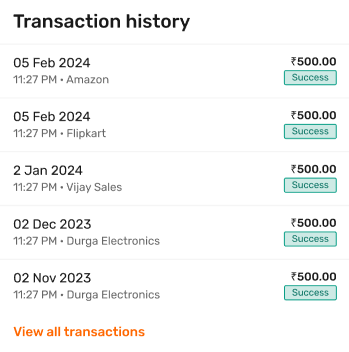 Transaction history
05 Feb 2024 ₹500.00
11:27 PM • Amazon Success
05 Feb 2024 ₹500.00
11:27 PM • Flipkart Success
2 Jan 2024 ₹500.00
11:27 PM • Vijay Sales Success
02 Dec 2023 ₹500.00
11:27 PM • Durga Electronics Success
02 Nov 2023 ₹500.00
11:27 PM • Durga Electronics Success
View all transactions